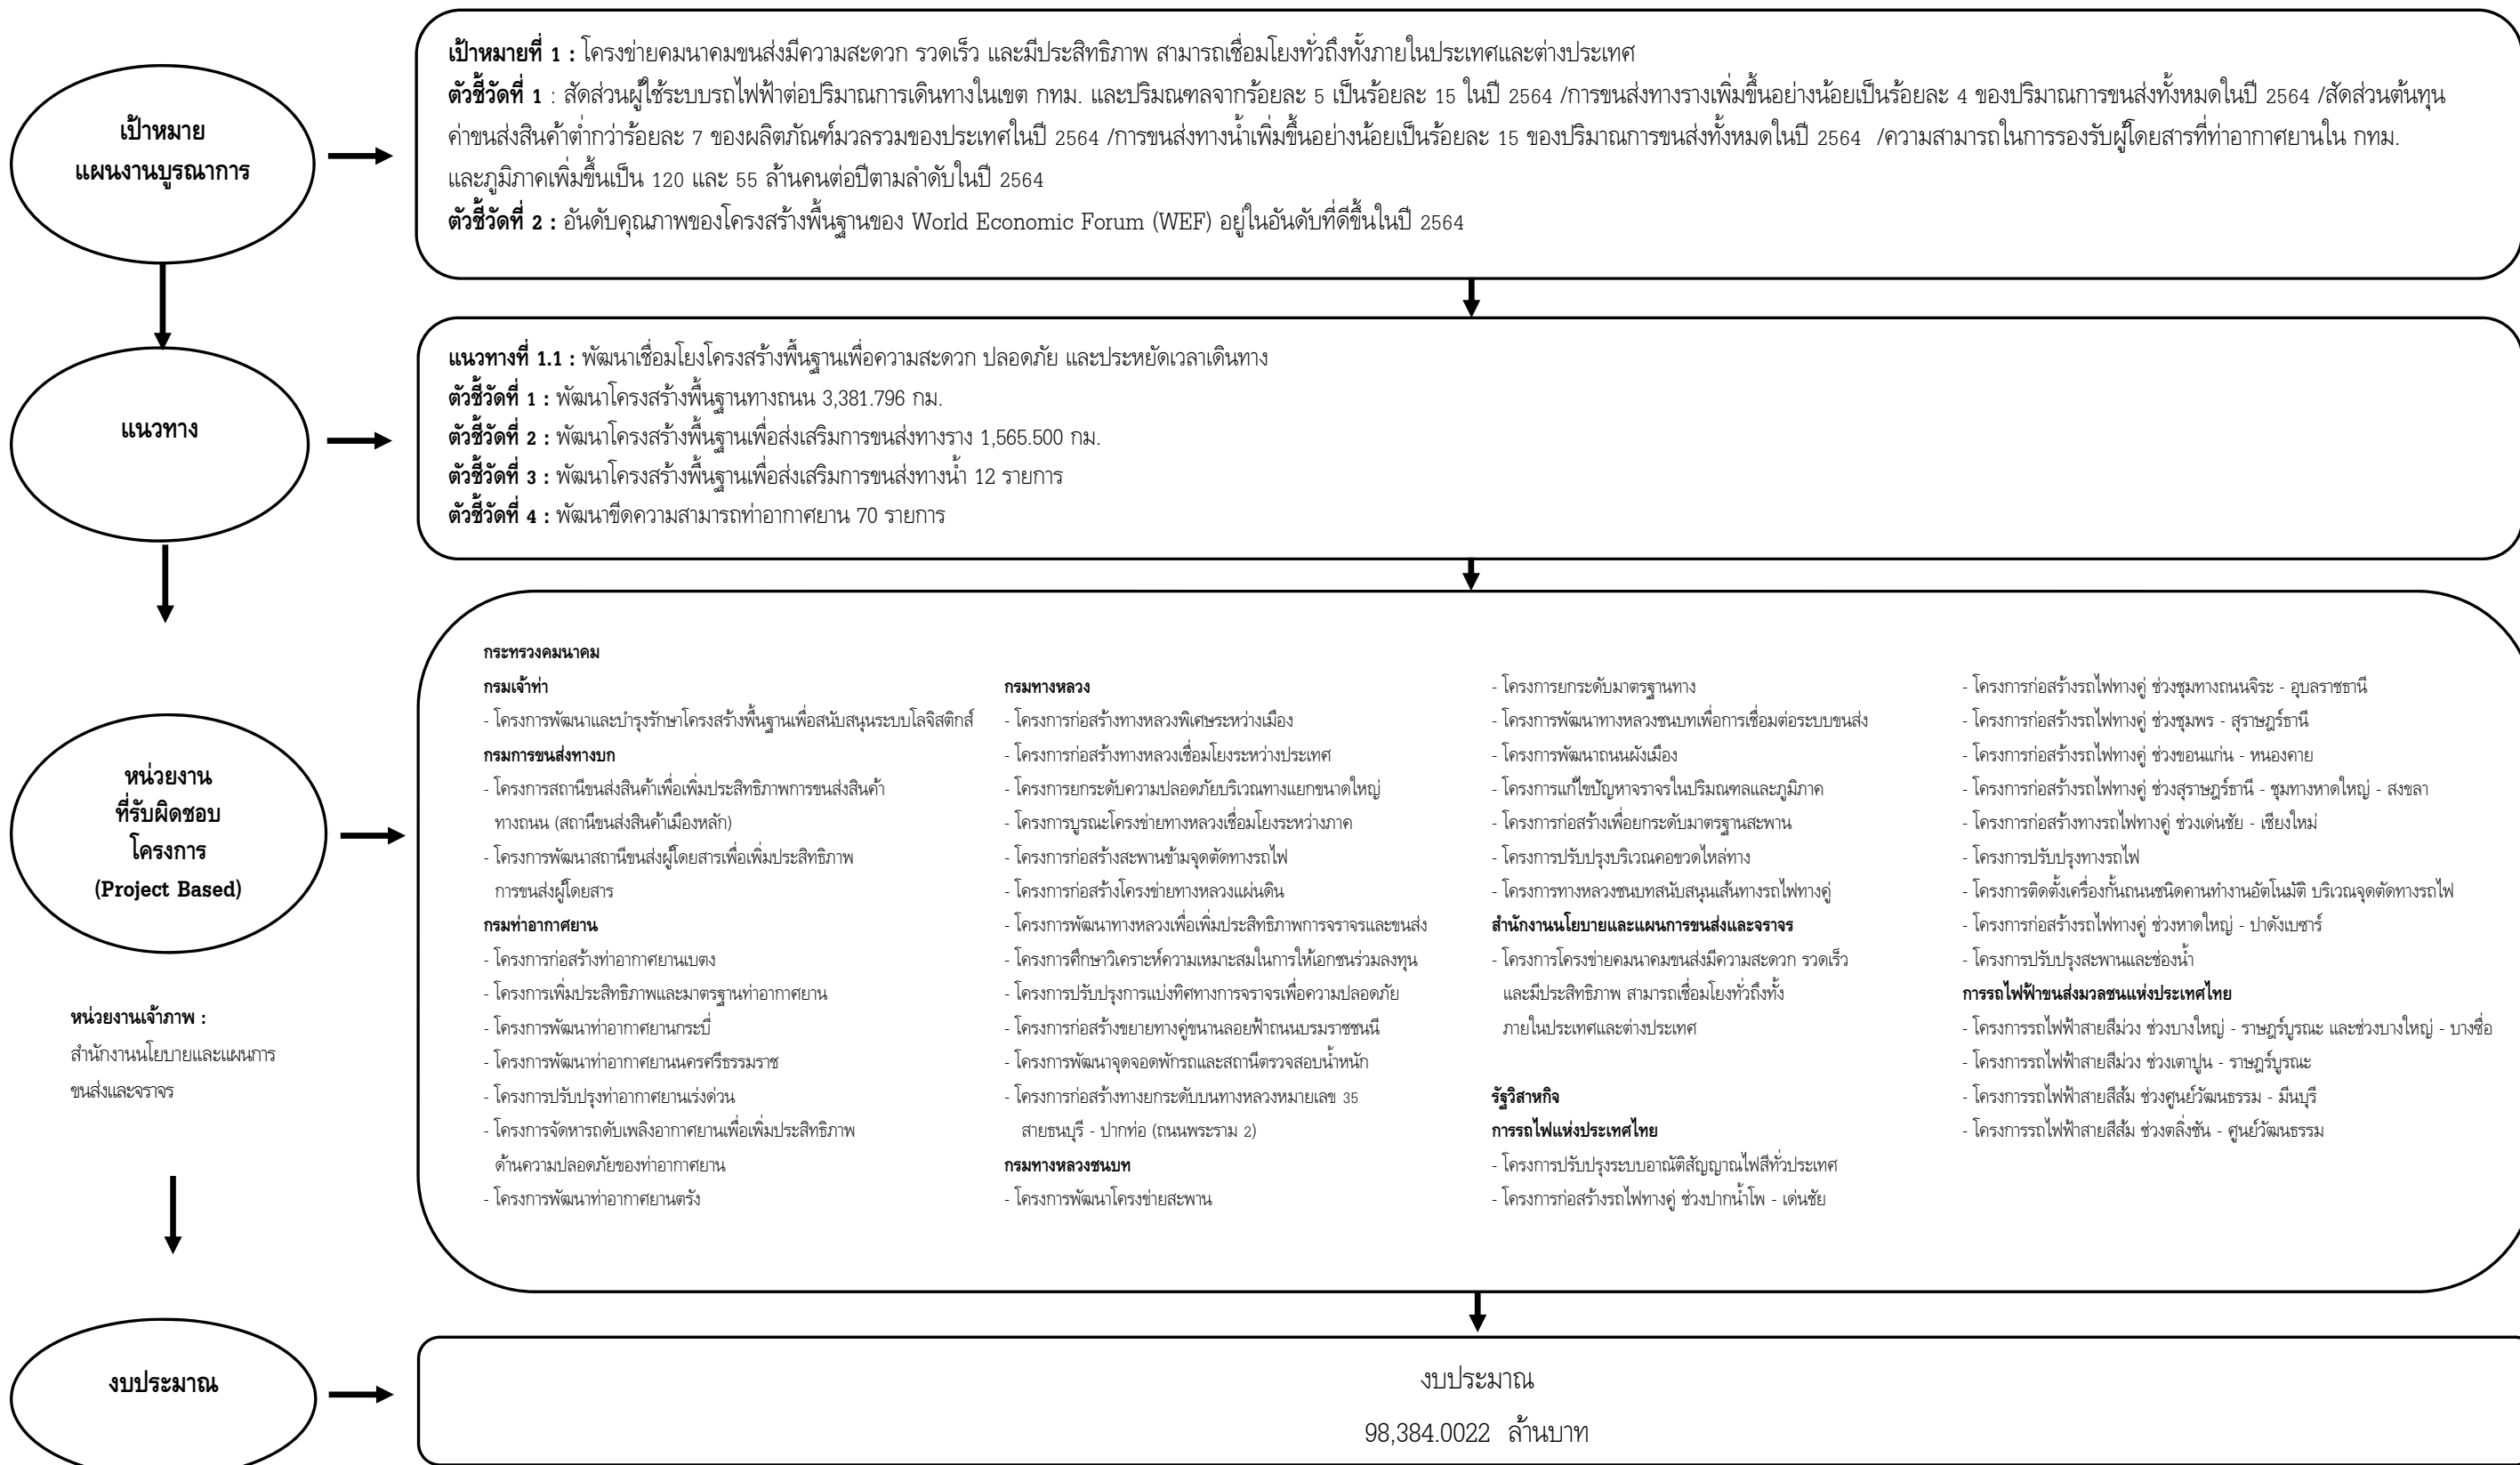 เป้าหมาย
แผนงานบูรณาการ
เป้าหมายที่ 1 : โครงข่ายคมนาคมขนส่งมีความสะดวก รวดเร็ว และมีประสิทธิภาพ สามารถเชื่อมโยงทั่วถึงทั้งภายในประเทศและต่างประเทศ
ตัวชี้วัดที่ 1 : สัดส่วนผู้ใช้ระบบรถไฟฟ้าต่อปริมาณการเดินทางในเขต กทม. และปริมณฑลจากร้อยละ 5 เป็นร้อยละ 15 ในปี 2564 /การขนส่งทางรางเพิ่มขึ้นอย่างน้อยเป็นร้อยละ 4 ของปริมาณการขนส่งทั้งหมดในปี 2564 /สัดส่วนต้นทุน
ค่าขนส่งสินค้าต่ำกว่าร้อยละ 7 ของผลิตภัณฑ์มวลรวมของประเทศในปี 2564 /การขนส่งทางน้ำเพิ่มขึ้นอย่างน้อยเป็นร้อยละ 15 ของปริมาณการขนส่งทั้งหมดในปี 2564 /ความสามารถในการรองรับผู้โดยสารที่ท่าอากาศยานใน กทม.
และภูมิภาคเพิ่มขึ้นเป็น 120 และ 55 ล้านคนต่อปีตามลำดับในปี 2564
ตัวชี้วัดที่ 2 : อันดับคุณภาพของโครงสร้างพื้นฐานของ World Economic Forum (WEF) อยู่ในอันดับที่ดีขึ้นในปี 2564
แนวทาง
แนวทางที่ 1.1 : พัฒนาเชื่อมโยงโครงสร้างพื้นฐานเพื่อความสะดวก ปลอดภัย และประหยัดเวลาเดินทาง
ตัวชี้วัดที่ 1 : พัฒนาโครงสร้างพื้นฐานทางถนน 3,381.796 กม.
ตัวชี้วัดที่ 2 : พัฒนาโครงสร้างพื้นฐานเพื่อส่งเสริมการขนส่งทางราง 1,565.500 กม.
ตัวชี้วัดที่ 3 : พัฒนาโครงสร้างพื้นฐานเพื่อส่งเสริมการขนส่งทางน้ำ 12 รายการ
ตัวชี้วัดที่ 4 : พัฒนาขีดความสามารถท่าอากาศยาน 70 รายการ
หน่วยงาน
ที่รับผิดชอบ
โครงการ
(Project Based)
หน่วยงานเจ้าภาพ :
สำนักงานนโยบายและแผนการ
ขนส่งและจราจร
กระทรวงคมนาคม
กรมเจ้าท่า
- โครงการพัฒนาและบำรุงรักษาโครงสร้างพื้นฐานเพื่อสนับสนุนระบบโลจิสติกส์
กรมการขนส่งทางบก
- โครงการสถานีขนส่งสินค้าเพื่อเพิ่มประสิทธิภาพการขนส่งสินค้า
ทางถนน (สถานีขนส่งสินค้าเมืองหลัก)
- โครงการพัฒนาสถานีขนส่งผู้โดยสารเพื่อเพิ่มประสิทธิภาพ
การขนส่งผู้โดยสาร
กรมท่าอากาศยาน
- โครงการก่อสร้างท่าอากาศยานเบตง
- โครงการเพิ่มประสิทธิภาพและมาตรฐานท่าอากาศยาน
- โครงการพัฒนาท่าอากาศยานกระบี่
- โครงการพัฒนาท่าอากาศยานนครศรีธรรมราช
- โครงการปรับปรุงท่าอากาศยานเร่งด่วน
- โครงการจัดหารถดับเพลิงอากาศยานเพื่อเพิ่มประสิทธิภาพ
ด้านความปลอดภัยของท่าอากาศยาน
- โครงการพัฒนาท่าอากาศยานตรัง
กรมทางหลวง
- โครงการก่อสร้างทางหลวงพิเศษระหว่างเมือง
- โครงการก่อสร้างทางหลวงเชื่อมโยงระหว่างประเทศ
- โครงการยกระดับความปลอดภัยบริเวณทางแยกขนาดใหญ่
- โครงการบูรณะโครงข่ายทางหลวงเชื่อมโยงระหว่างภาค
- โครงการก่อสร้างสะพานข้ามจุดตัดทางรถไฟ
- โครงการก่อสร้างโครงข่ายทางหลวงแผ่นดิน
- โครงการพัฒนาทางหลวงเพื่อเพิ่มประสิทธิภาพการจราจรและขนส่ง
- โครงการศึกษาวิเคราะห์ความเหมาะสมในการให้เอกชนร่วมลงทุน
- โครงการปรับปรุงการแบ่งทิศทางการจราจรเพื่อความปลอดภัย
- โครงการก่อสร้างขยายทางคู่ขนานลอยฟ้าถนนบรมราชชนนี
- โครงการพัฒนาจุดจอดพักรถและสถานีตรวจสอบน้ำหนัก
- โครงการก่อสร้างทางยกระดับบนทางหลวงหมายเลข 35
สายธนบุรี - ปากท่อ (ถนนพระราม 2)
กรมทางหลวงชนบท
- โครงการพัฒนาโครงข่ายสะพาน
- โครงการยกระดับมาตรฐานทาง
- โครงการพัฒนาทางหลวงชนบทเพื่อการเชื่อมต่อระบบขนส่ง
- โครงการพัฒนาถนนผังเมือง
- โครงการแก้ไขปัญหาจราจรในปริมณฑลและภูมิภาค
- โครงการก่อสร้างเพื่อยกระดับมาตรฐานสะพาน
- โครงการปรับปรุงบริเวณคอขวดไหล่ทาง
- โครงการทางหลวงชนบทสนับสนุนเส้นทางรถไฟทางคู่
สำนักงานนโยบายและแผนการขนส่งและจราจร
- โครงการโครงข่ายคมนาคมขนส่งมีความสะดวก รวดเร็ว
และมีประสิทธิภาพ สามารถเชื่อมโยงทั่วถึงทั้ง
ภายในประเทศและต่างประเทศ
รัฐวิสาหกิจ
การรถไฟแห่งประเทศไทย
- โครงการปรับปรุงระบบอาณัติสัญญาณไฟสีทั่วประเทศ
- โครงการก่อสร้างรถไฟทางคู่ ช่วงปากน้ำโพ - เด่นชัย
- โครงการก่อสร้างรถไฟทางคู่ ช่วงชุมทางถนนจิระ - อุบลราชธานี
- โครงการก่อสร้างรถไฟทางคู่ ช่วงชุมพร - สุราษฎร์ธานี
- โครงการก่อสร้างรถไฟทางคู่ ช่วงขอนแก่น - หนองคาย
- โครงการก่อสร้างรถไฟทางคู่ ช่วงสุราษฎร์ธานี - ชุมทางหาดใหญ่ - สงขลา
- โครงการก่อสร้างทางรถไฟทางคู่ ช่วงเด่นชัย - เชียงใหม่
- โครงการปรับปรุงทางรถไฟ
- โครงการติดตั้งเครื่องกั้นถนนชนิดคานทำงานอัตโนมัติ บริเวณจุดตัดทางรถไฟ
- โครงการก่อสร้างรถไฟทางคู่ ช่วงหาดใหญ่ - ปาดังเบซาร์
- โครงการปรับปรุงสะพานและช่องน้ำ
การรถไฟฟ้าขนส่งมวลชนแห่งประเทศไทย
- โครงการรถไฟฟ้าสายสีม่วง ช่วงบางใหญ่ - ราษฎร์บูรณะ และช่วงบางใหญ่ - บางซื่อ
- โครงการรถไฟฟ้าสายสีม่วง ช่วงเตาปูน - ราษฎร์บูรณะ
- โครงการรถไฟฟ้าสายสีส้ม ช่วงศูนย์วัฒนธรรม - มีนบุรี
- โครงการรถไฟฟ้าสายสีส้ม ช่วงตลิ่งชัน - ศูนย์วัฒนธรรม
งบประมาณ
งบประมาณ
98,384.0022 ล้านบาท